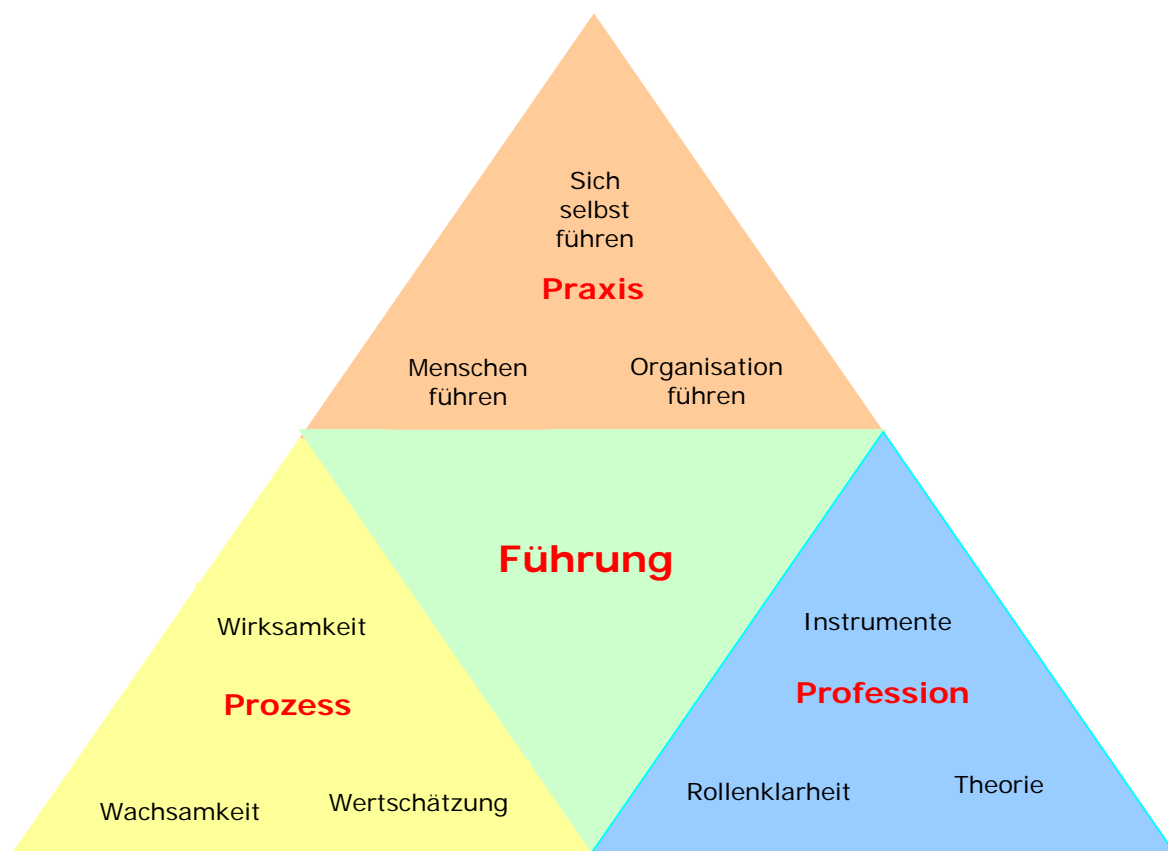 Sich
selbst
führen
Praxis
Menschen
führen
Organisation
führen
Führung
Wirksamkeit
Prozess
Wachsamkeit
Wertschätzung
Instrumente
Profession
Rollenklarheit
Theorie